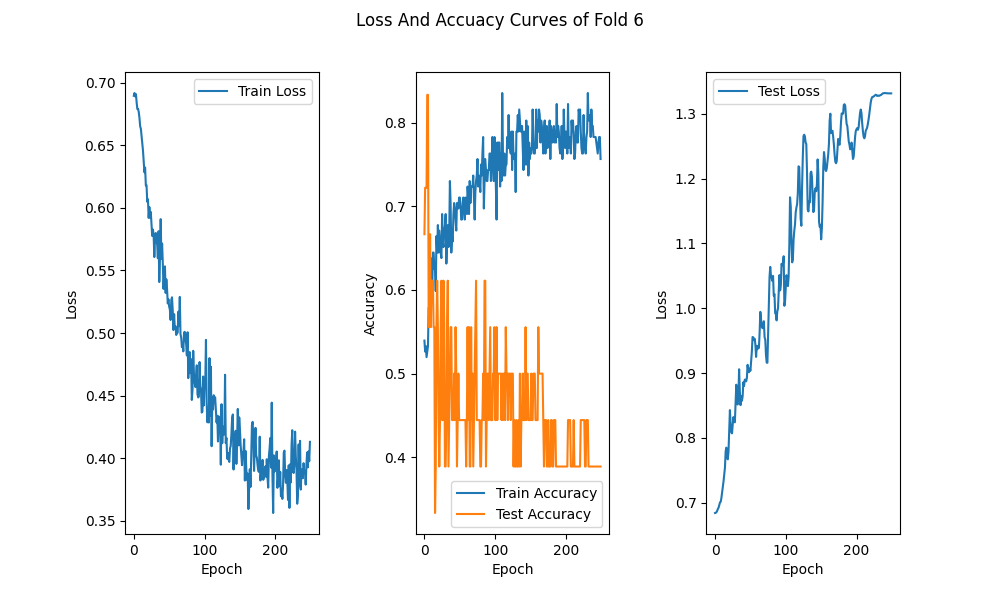 Loss And Accuacy Curves of Fold 6
0.70
0.65
0.60
0.55
0.50
0.45
0.40
0.35
Loss
0
100
200
Epoch
Train Loss
0.8
0.7
0.6
0.5
0.4
Accuracy
0
100
200
Epoch
Train Accuracy
Test Accuracy
1.3
1.2
1.1
1.0
0.9
0.8
0.7
Loss
0
100
200
Epoch
Test Loss